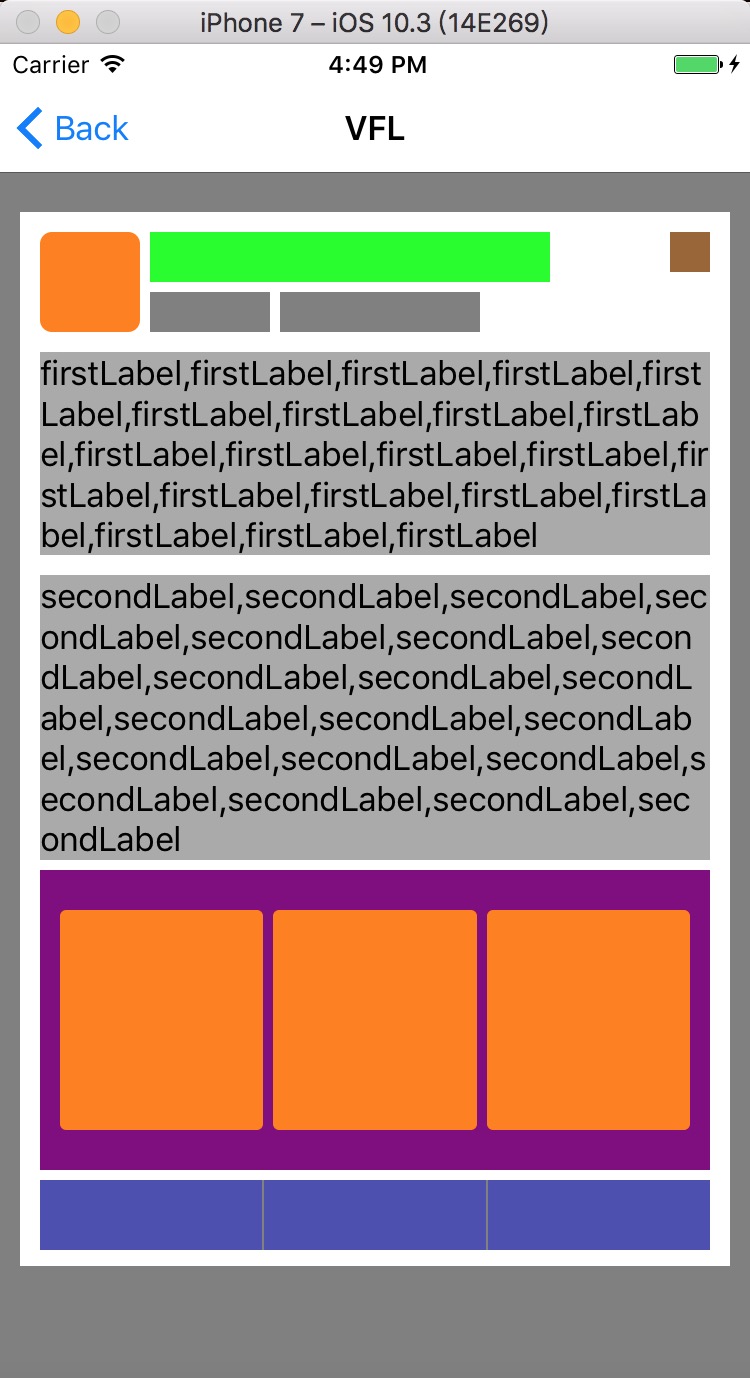 iPhone 7 – iOS 10.3 (14E269)
Carrier 4:49 PM
Back VFL
firstLabel,firstLabel,firstLabel,firstLabel,first
Label,firstLabel,firstLabel,firstLabel,firstLab
el,firstLabel,firstLabel,firstLabel,firstLabel,fir
stLabel,firstLabel,firstLabel,firstLabel,firstLa
bel,firstLabel,firstLabel,firstLabel
secondLabel,secondLabel,secondLabel,sec
ondLabel,secondLabel,secondLabel,secon
dLabel,secondLabel,secondLabel,secondL
abel,secondLabel,secondLabel,secondLab
el,secondLabel,secondLabel,secondLabel,s
econdLabel,secondLabel,secondLabel,sec
ondLabel